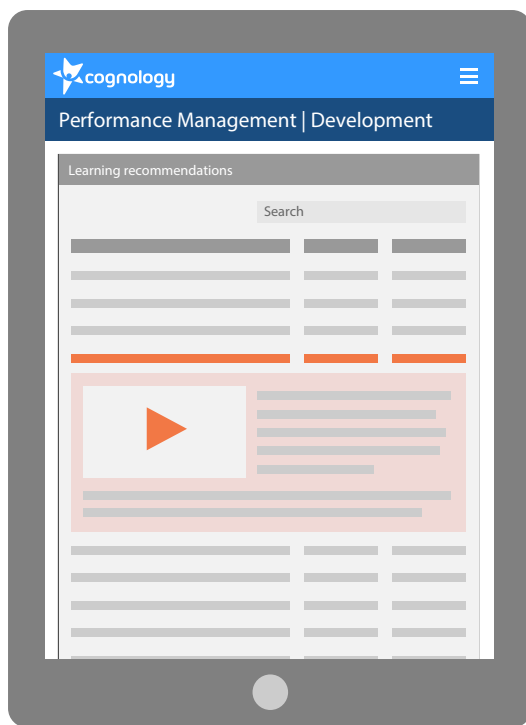 cognology
Performance Management | Development
Learning recommendations
Search